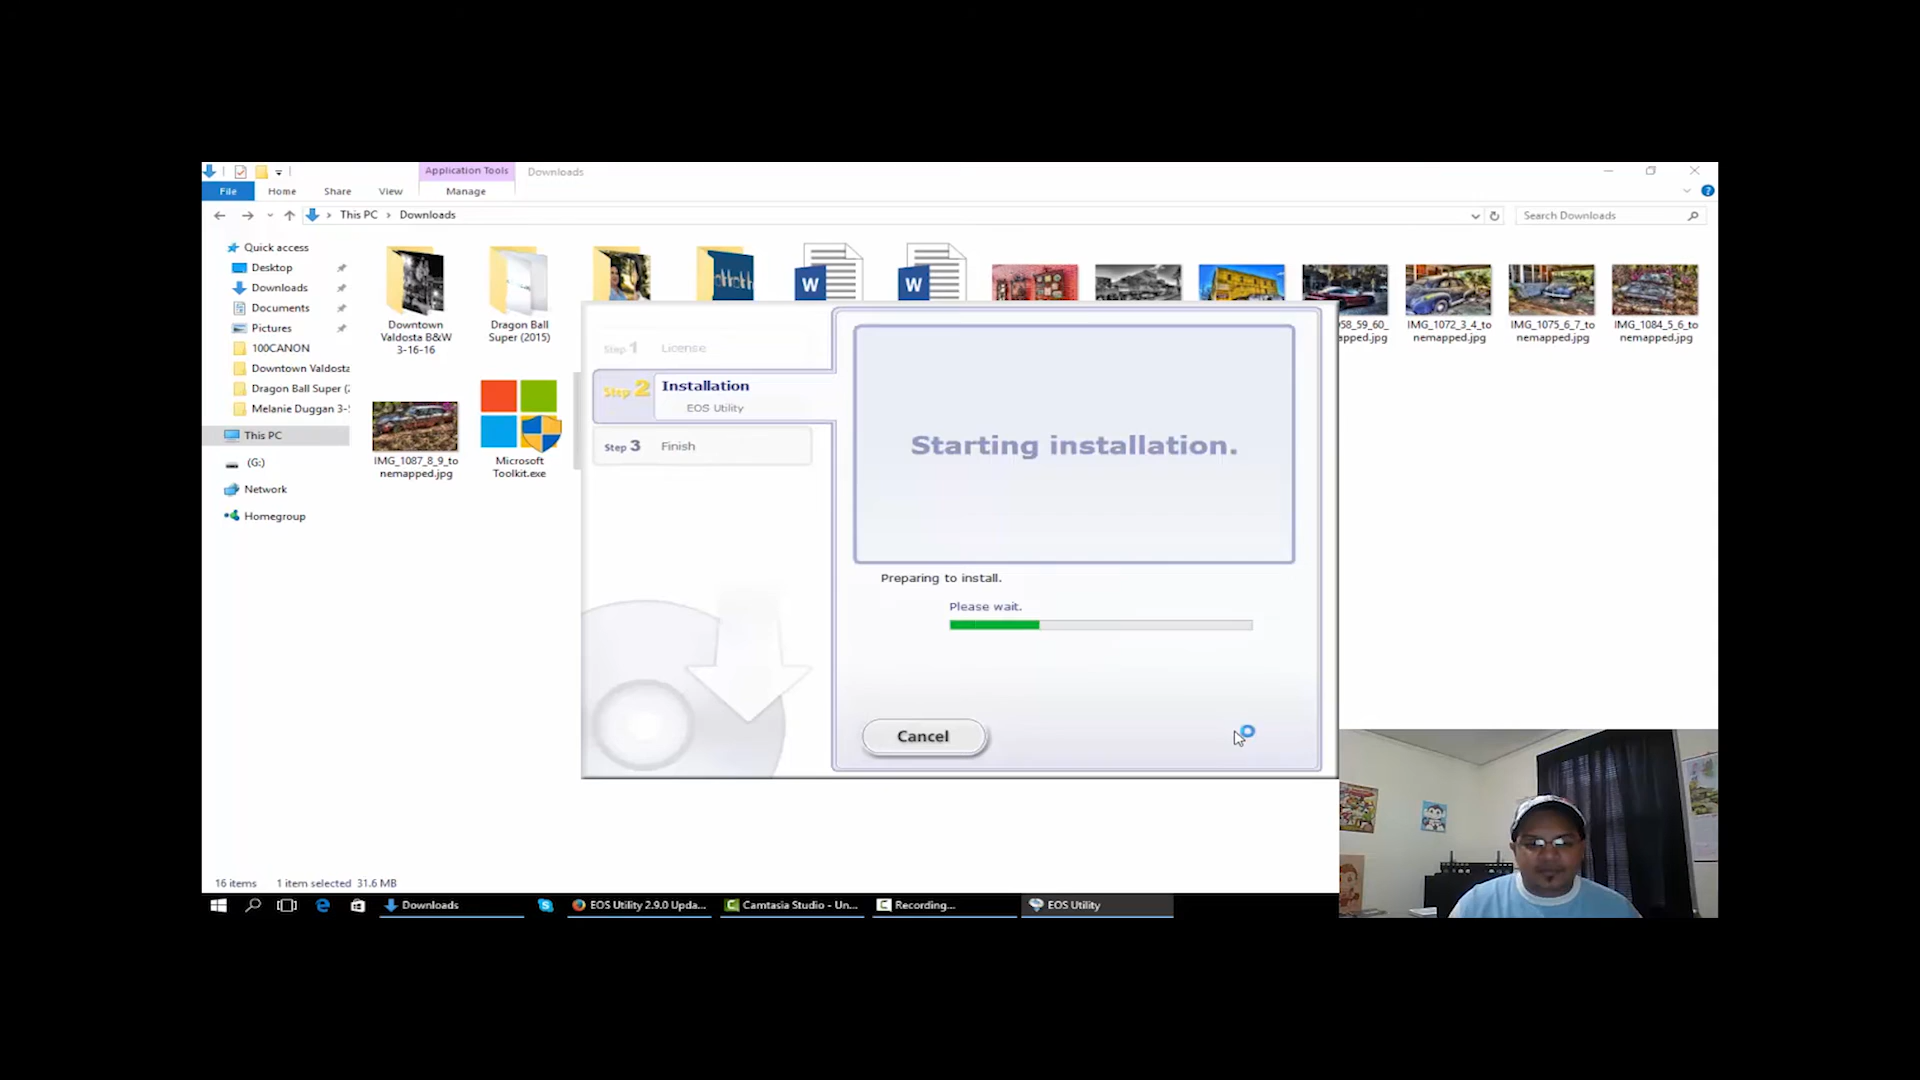 Application Tools
Downloads
File
Home
Share
View
Manage
This PC
Downloads
Search Downloads
Quick access
Desktop
Downloads
Documents
Pictures
100CANON
Downtown Valdosta
Dragon Ball Super (2
Melanie Duggan 3-
This PC
(G:)
Network
Homegroup
Downtown
Valdosta B&W
3-16-16
Dragon Ball
Super (2015)
58_59_60_
pped.jpg
IMG_1072_3_4_to
nemapped.jpg
IMG_1075_6_7_to
nemapped.jpg
IMG_1084_5_6_to
nemapped.jpg
IMG_1087_8_9_to
nemapped.jpg
Microsoft
Toolkit.exe
Step 1 License
Step 2 Installation
EOS Utility
Step 3 Finish
Starting installation.
Preparing to install.
Please wait.
Cancel
16 items
1 item selected 31.6 MB
Downloads
EOS Utility 2.9.0 Upda...
Camtasia Studio - Un...
Recording...
EOS Utility